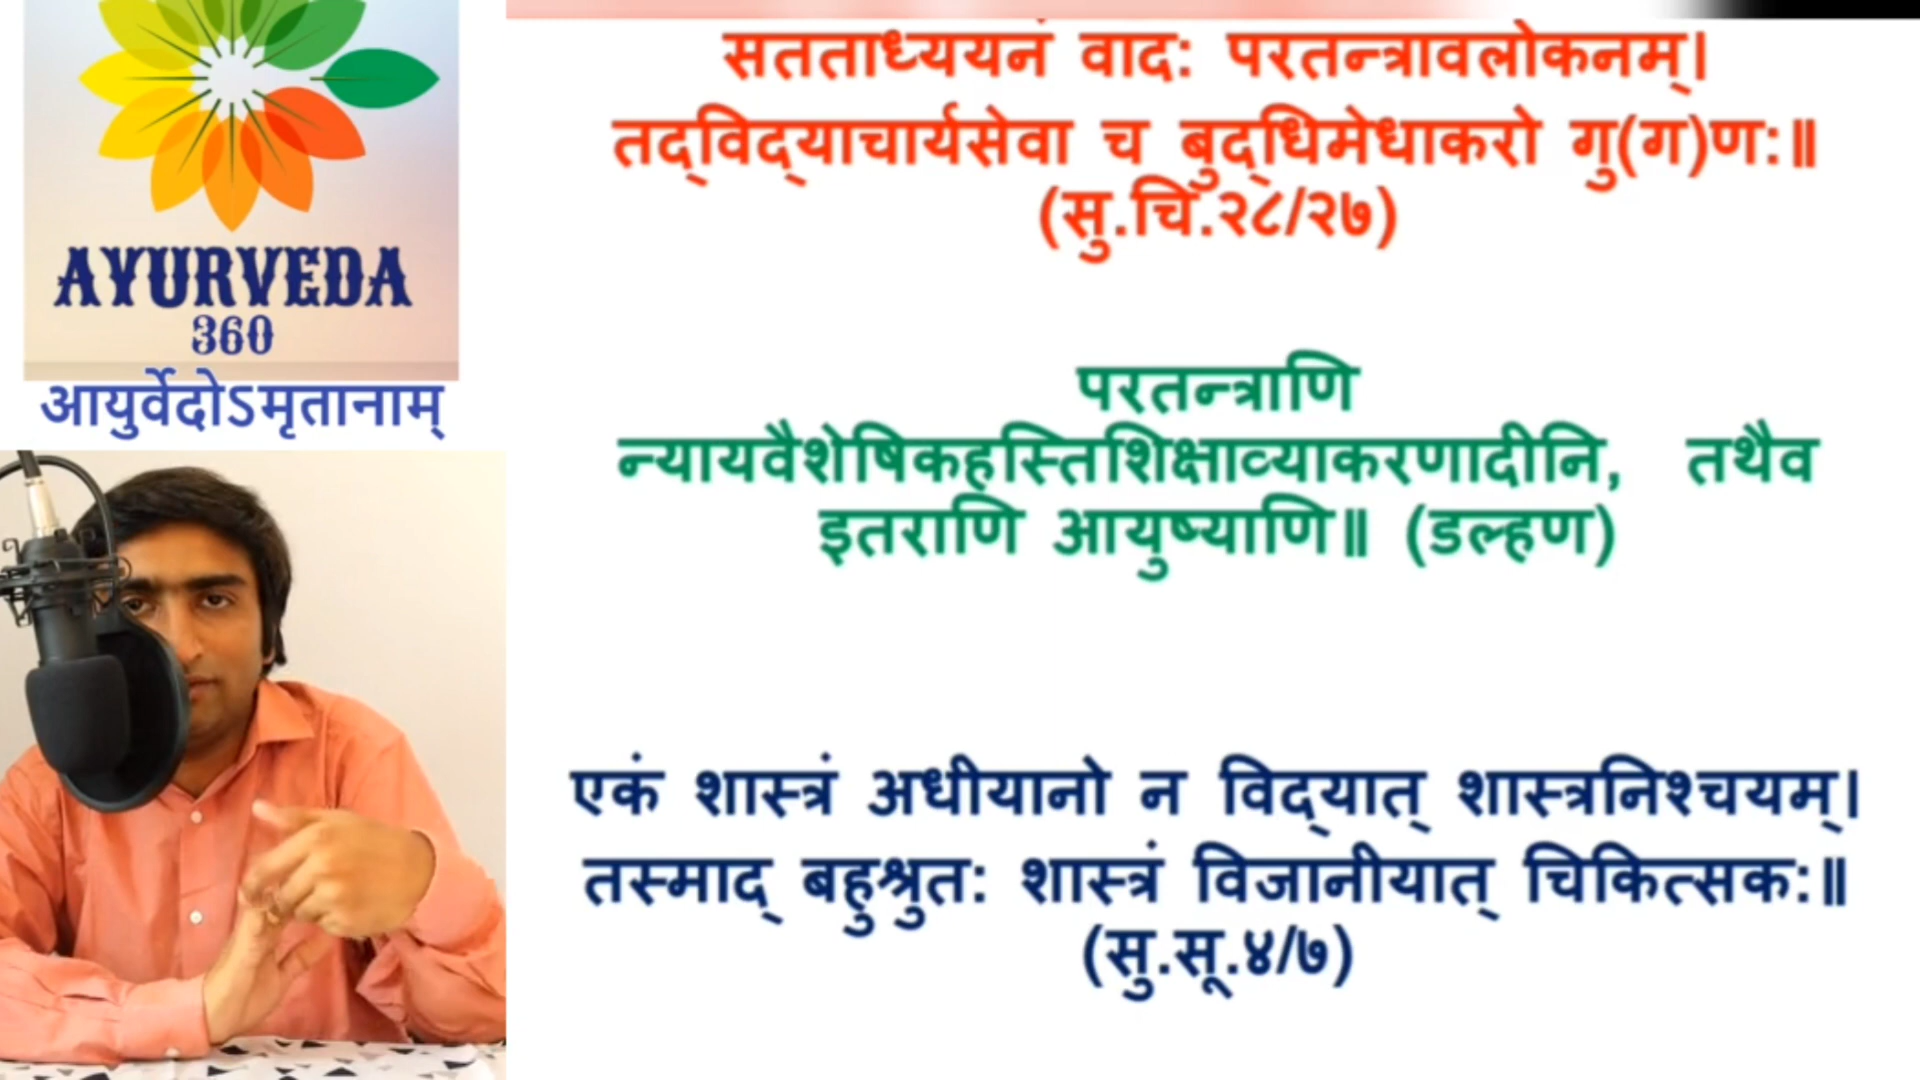 AYURVEDA
360
आयुर्वेदोऽमृतानाम्
सतताध्ययनं वाद: परतन्त्रावलोकनम्।
तद्‌विद्‌याचार्यसेवा च बुद्‌धिमेधाकरो गु(ग)ण:॥
(सु.चि.२८/२७)
परतन्त्राणि
न्यायवैशेषिकहस्तिशिक्षाव्याकरणादीनि, तथैव
इतराणि आयुष्याणि॥ (डल्हण)
एकं शास्त्रं अधीयानो न विद्‌यात् शास्त्रनिश्चयम्।
तस्माद् बहुश्रुत: शास्त्रं विजानीयात् चिकित्सक:॥
(सु.सू.४/७)